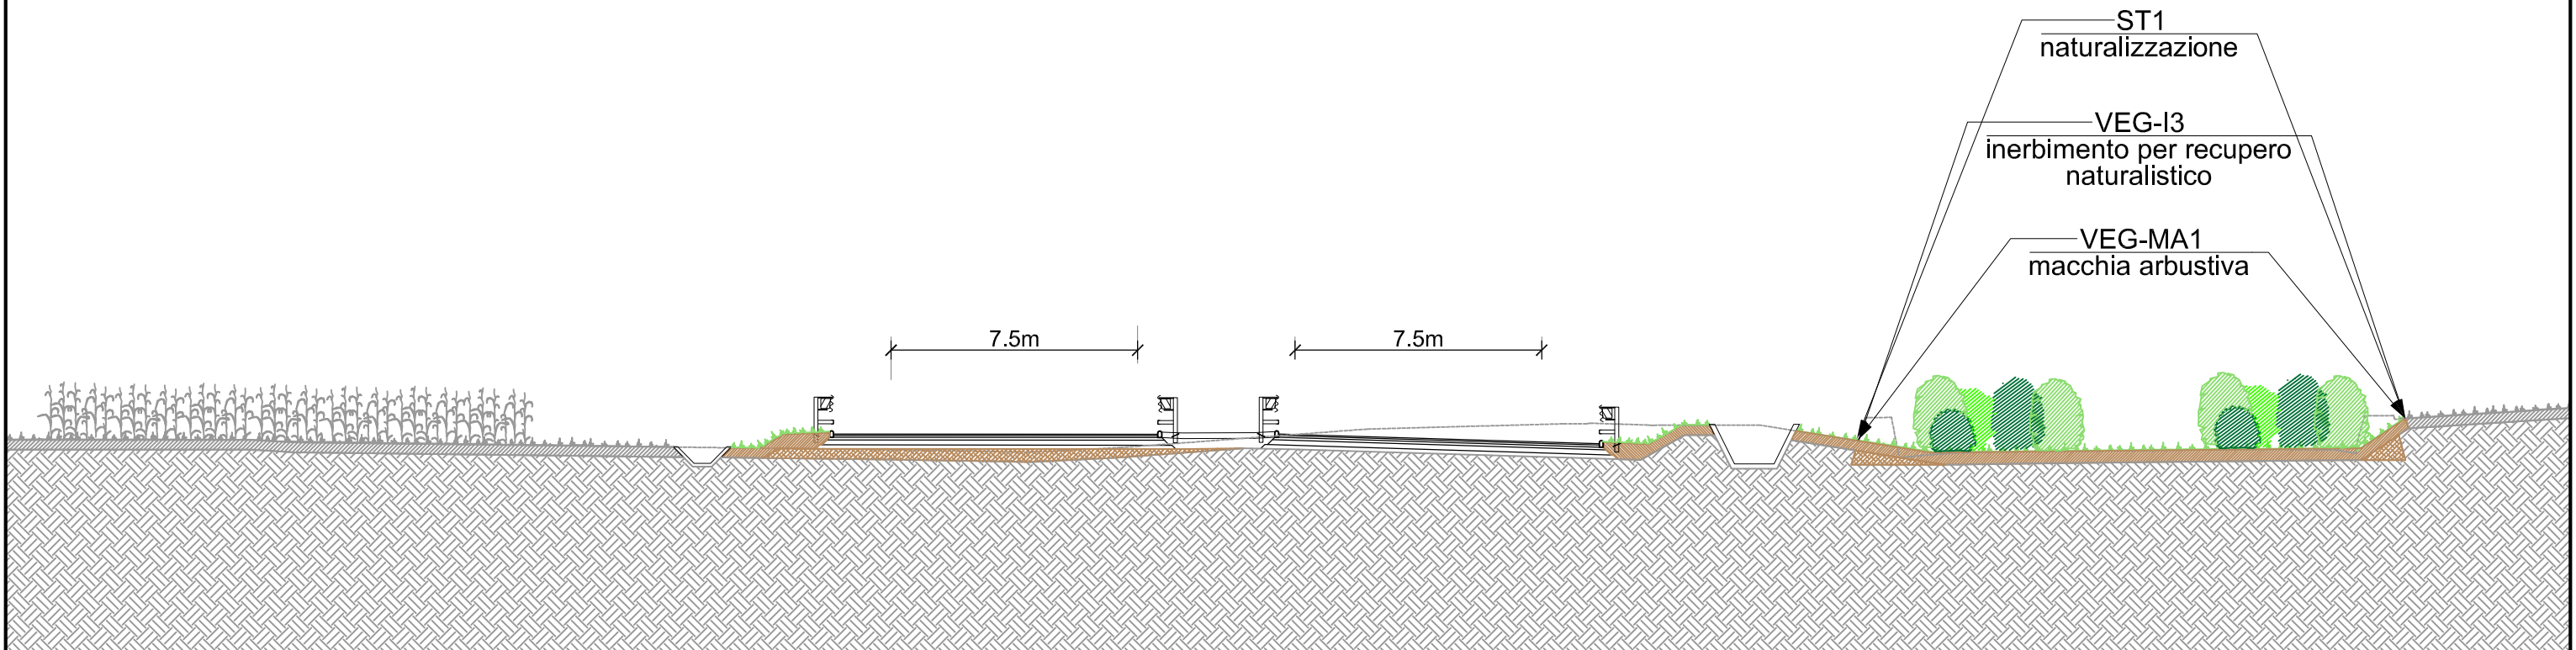 ST1
naturalizzazione
VEG-I3
inerbimento per recupero
naturalistico
VEG-MA1
macchia arbustiva
7.5m
7.5m